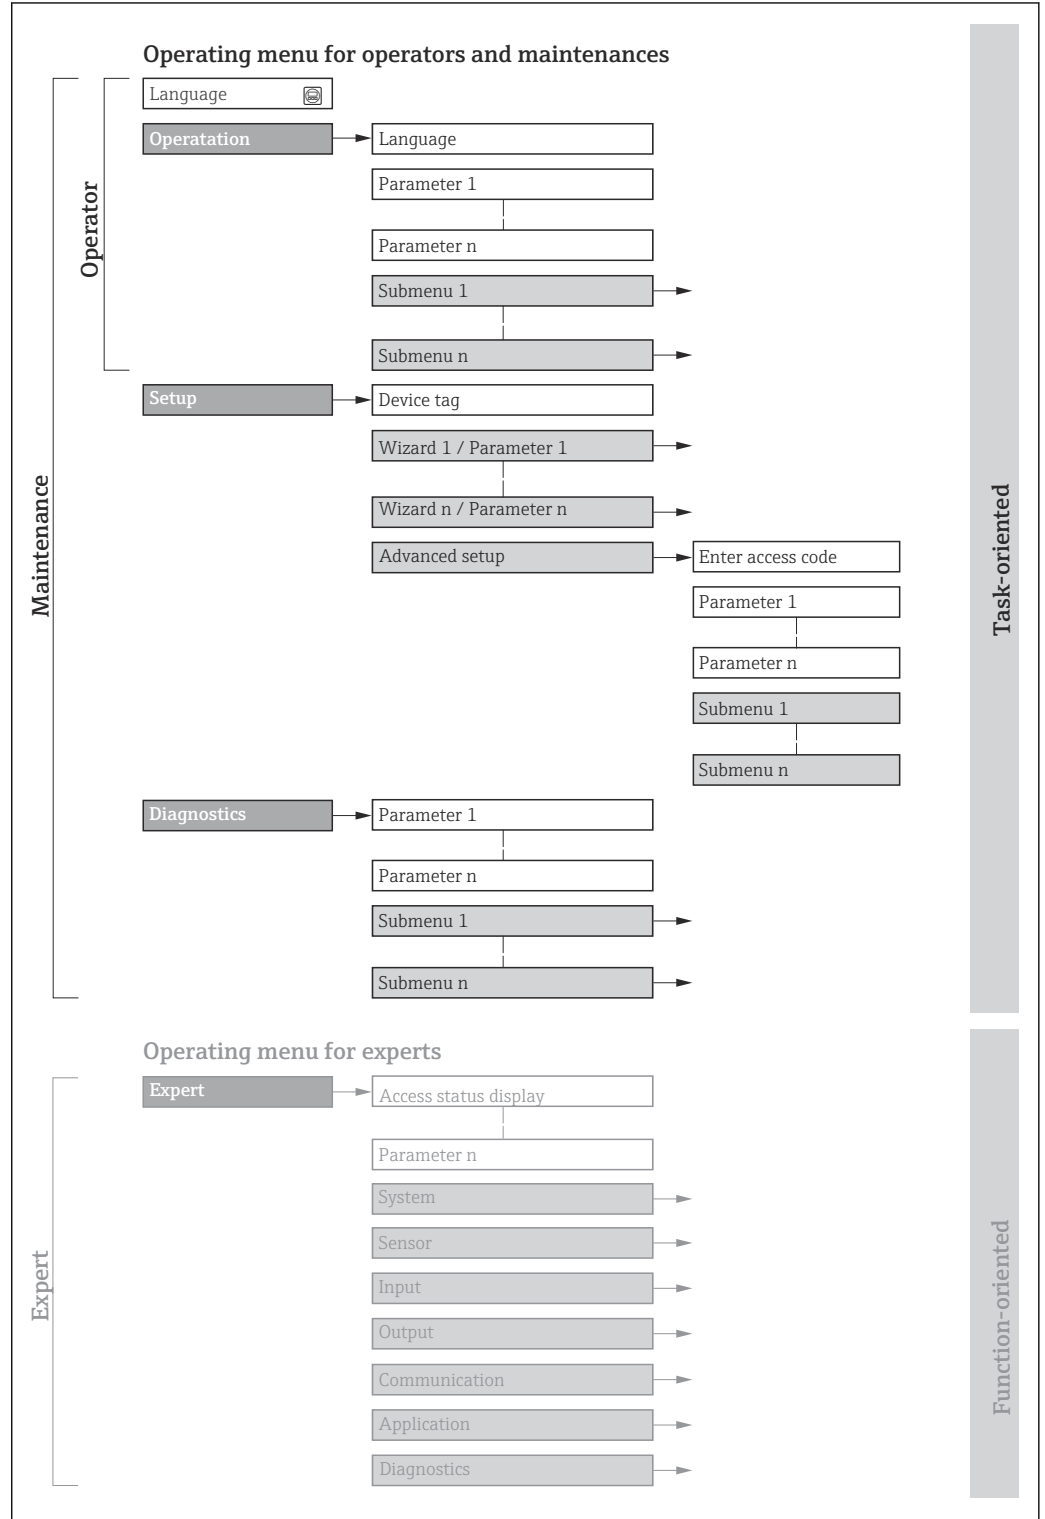 Operating menu for operators and maintenances
Language
Operatation
Language
Parameter 1
Parameter n
Submenu 1
Submenu n
Operator
Setup
Device tag
Wizard 1 / Parameter 1
Wizard n / Parameter n
Advanced setup
Enter access code
Parameter 1
Parameter n
Submenu 1
Submenu n
Maintenance
Task-oriented
Diagnostics
Parameter 1
Parameter n
Submenu 1
Submenu n
Operating menu for experts
Expert
Access status display
Parameter n
System
Sensor
Input
Output
Communication
Application
Diagnostics
Expert
Function-oriented